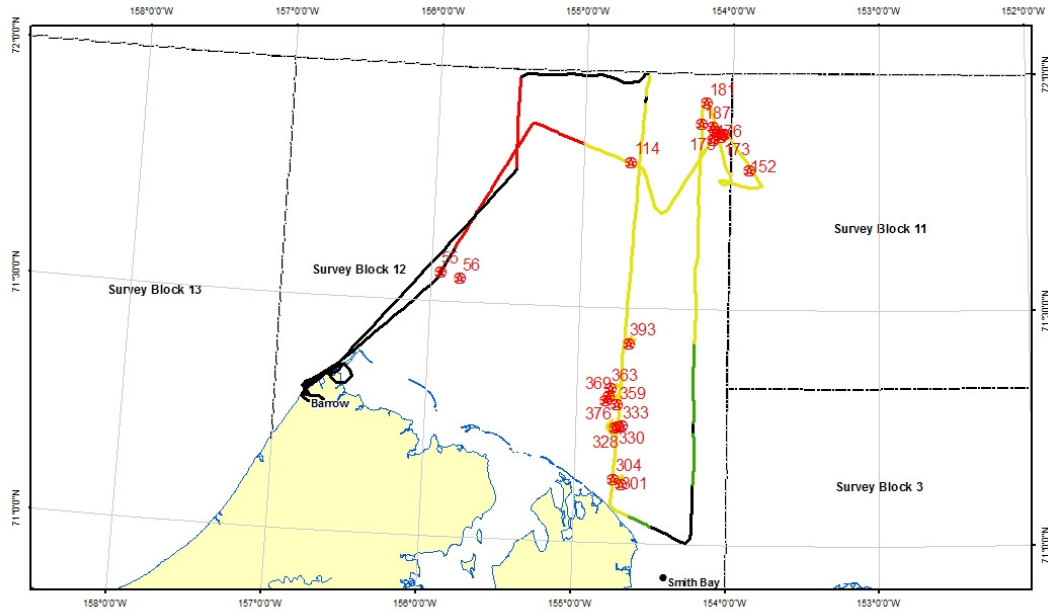 158°0'0"W 157°0'0"W 156°0'0"W 155°0'0"W 154°0'0"W 153°0'0"W 152°0'0"W
72°0'0"N
72°0'0"N
181
187
176
114
179
173
152
Survey Block 11
55
56
Survey Block 12
71°30'0"N
Survey Block 13
71°30'0"N
393
363
369
359
Barrow
376
333
328
330
304
301
Survey Block 3
71°0'0"N
71°0'0"N
Smith Bay
158°0'0"W 157°0'0"W 156°0'0"W 155°0'0"W 154°0'0"W 153°0'0"W